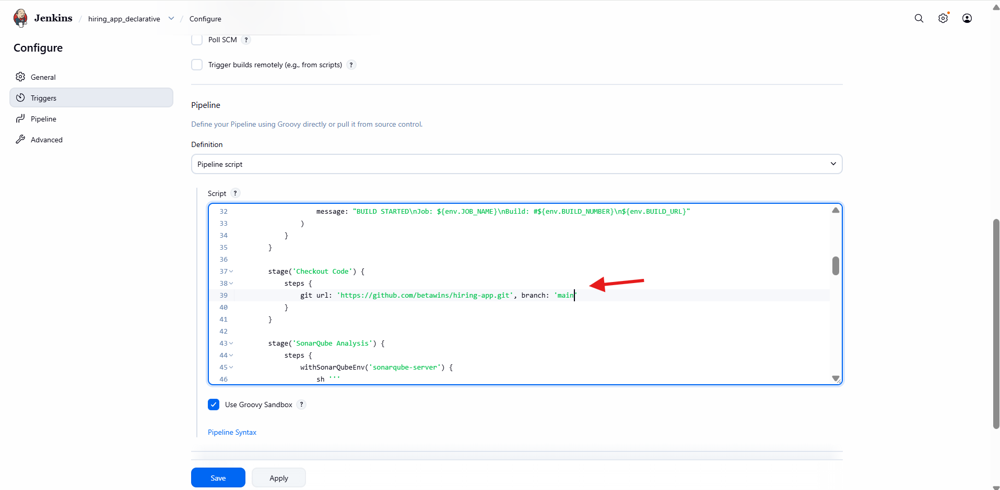 Jenkins / hiring_app_declarative / Configure
Configure
General
Triggers
Pipeline
Advanced
Poll SCM ?
Trigger builds remotely (e.g., from scripts) ?
Pipeline
Define your Pipeline using Groovy directly or pull it from source control.
Definition
Pipeline script
Script ?
32 message: "BUILD STARTED\nJob: ${env.JOB_NAME}\nBuild: #${env.BUILD_NUMBER}\n${env.BUILD_URL}"
33 )
34 }
35 }
36
37 stage('Checkout Code') {
38 steps {
39 git url: 'https://github.com/betawins/hiring-app.git', branch: 'main'
40 }
41 }
42
43 stage('SonarQube Analysis') {
44 steps {
45 withSonarQubeEnv('sonarqube-server') {
46 sh '''
Use Groovy Sandbox ?
Pipeline Syntax
Save Apply